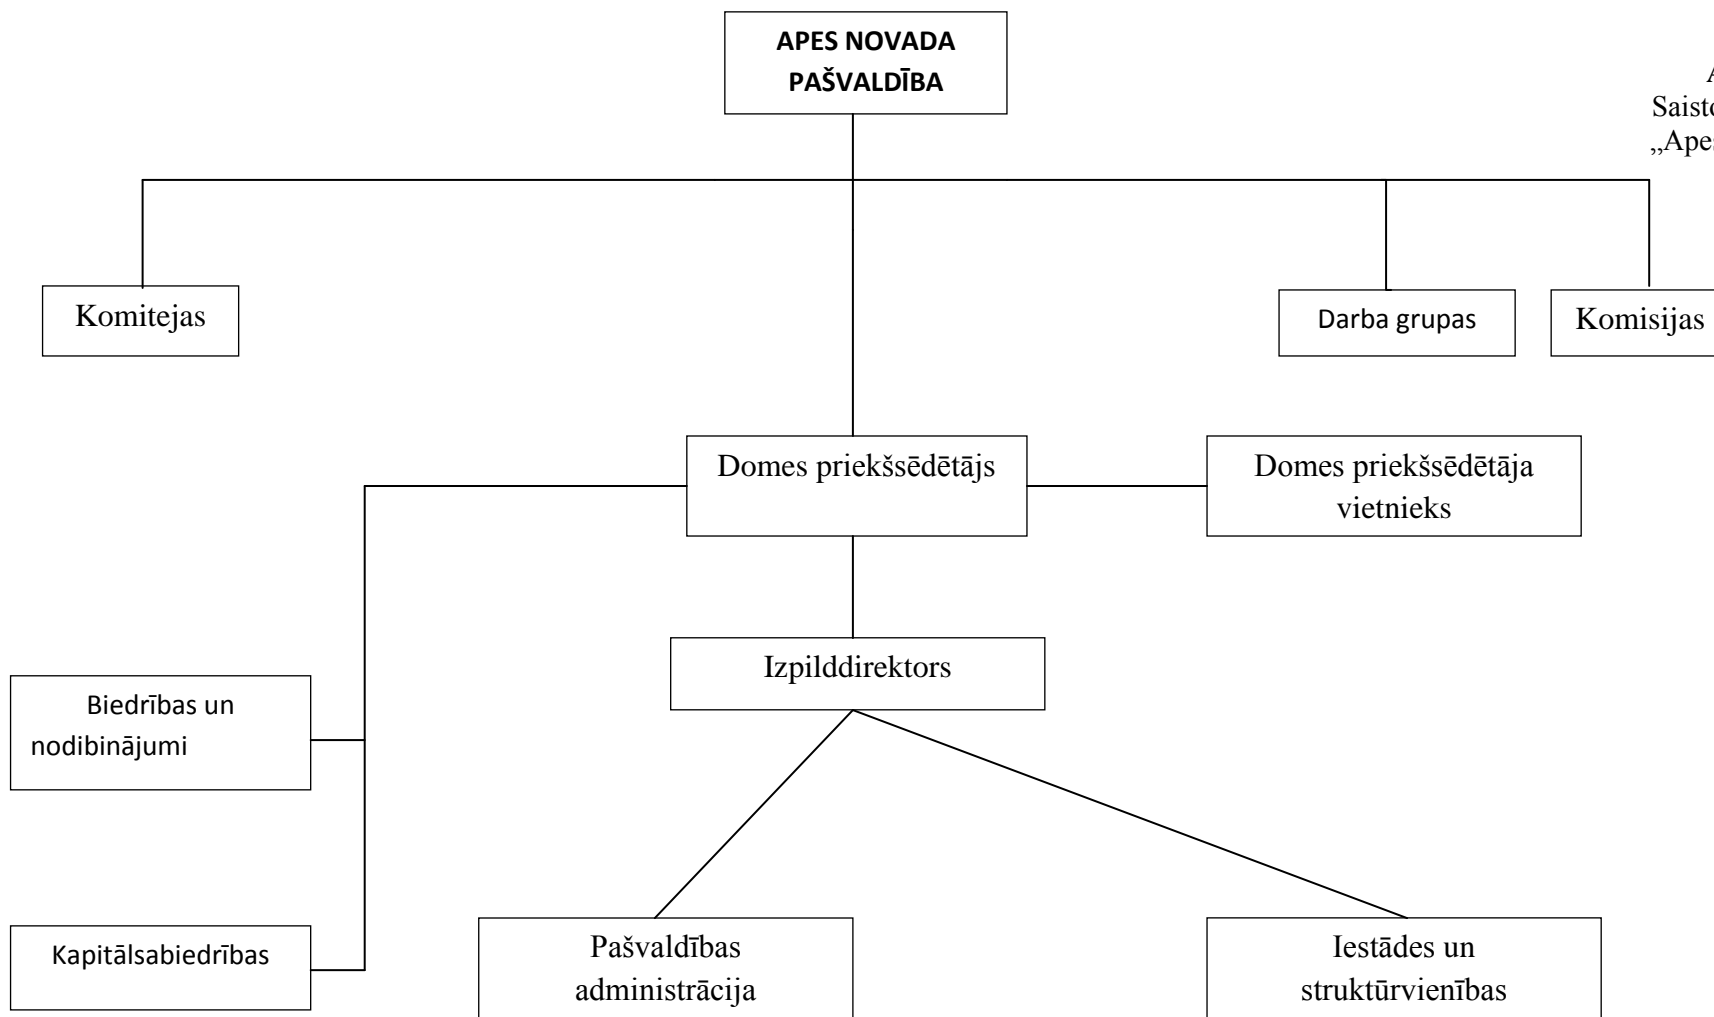 APES NOVADA
PAŠVALDĪBA
„Apes
Komitejas
Darba grupas
Komisijas
Domes priekšsēdētājs
Domes priekšsēdētāja
vietnieks
Izpilddirektors
Biedrības un
nodibinājumi
Kapitālsabiedrības
Pašvaldības
administrācija
Iestādes un
struktūrvienības